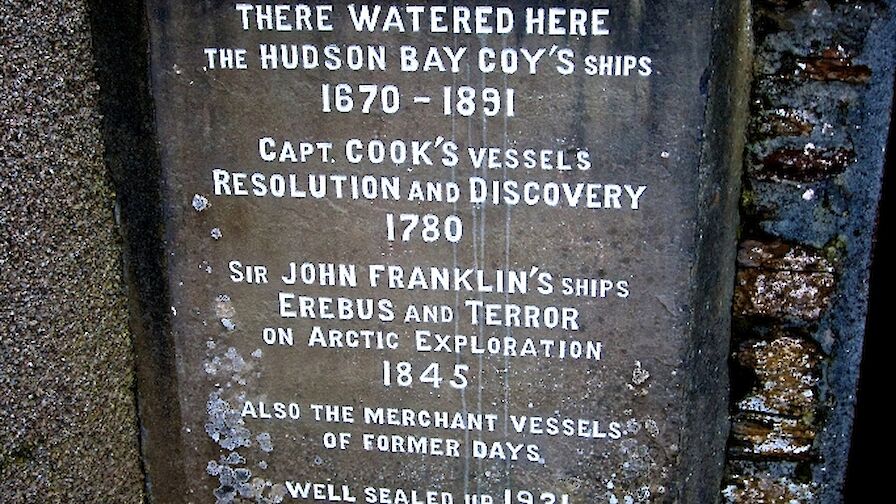 THERE WATERED HERE
THE HUDSON BAY COY'S SHIPS
1670 - 1891
CAPT. COOK'S VESSELS
RESOLUTION AND DISCOVERY
1780
SIR JOHN FRANKLIN'S SHIPS
EREBUS AND TERROR
ON ARCTIC EXPLORATION
1845
ALSO THE MERCHANT VESSELS
OF FORMER DAYS
WELL SEALED UP 1931